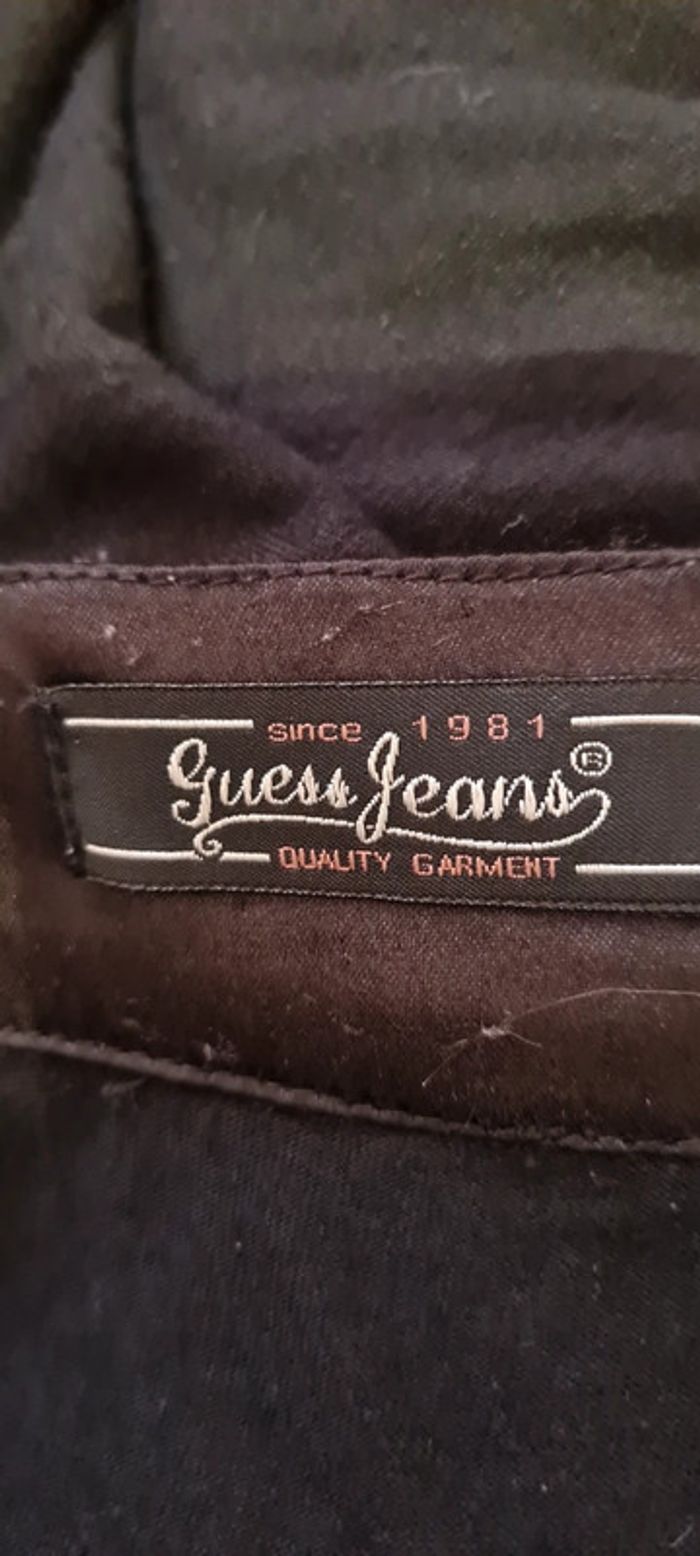 since 1981
Guess Jeans®
QUALITY GARMENT